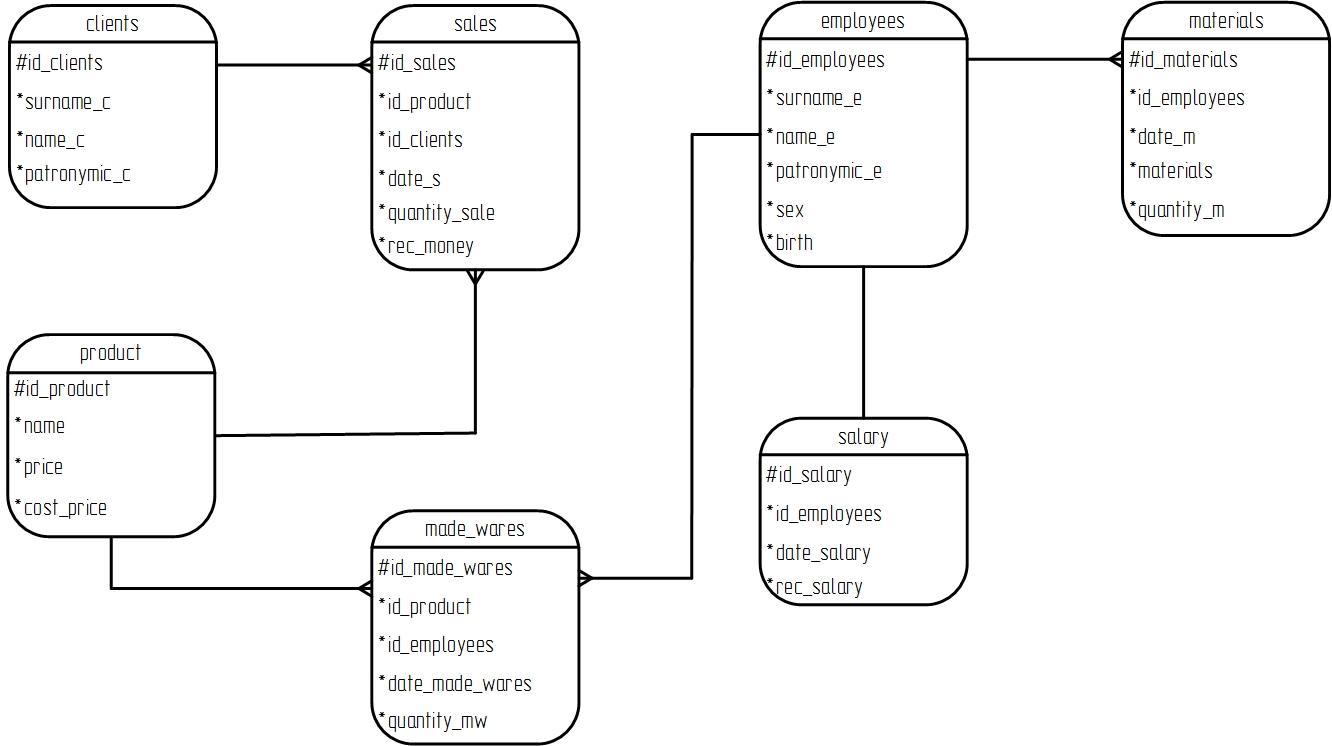 clients
#id_clients
*surname_c
*name_c
*patronymic_c
sales
#id_sales
*id_product
*id_clients
*date_s
*quantity_sale
*rec_money
employees
#id_employees
*surname_e
*name_e
*patronymic_e
*sex
*birth
materials
#id_materials
*id_employees
*date_m
*materials
*quantity_m
product
#id_product
*name
*price
*cost_price
made_wares
#id_made_wares
*id_product
*id_employees
*date_made_wares
*quantity_mw
salary
#id_salary
*id_employees
*date_salary
*rec_salary